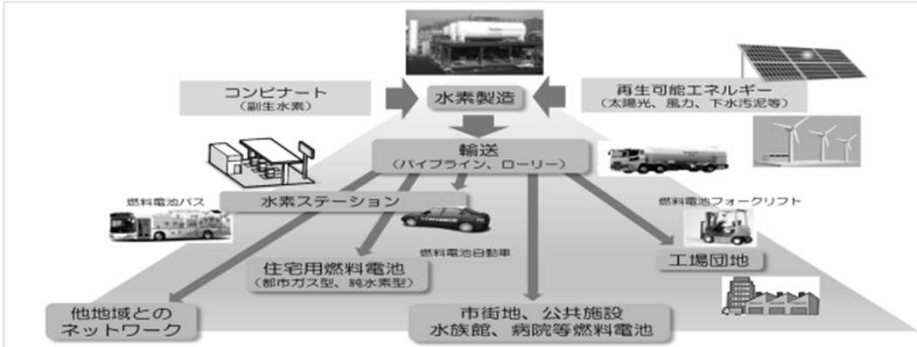 コンビナート
(副生水素)
水素製造
再生可能エネルギー
(太陽光、風力、下水汚泥等)
輸送
(パイプライン、ローリー)
燃料電池バス
水素ステーション
燃料電池フォークリフト
燃料電池自動車
住宅用燃料電池
(都市ガス型、純水素型)
工場団地
他地域との
ネットワーク
市街地、公共施設
水族館、病院等燃料電池